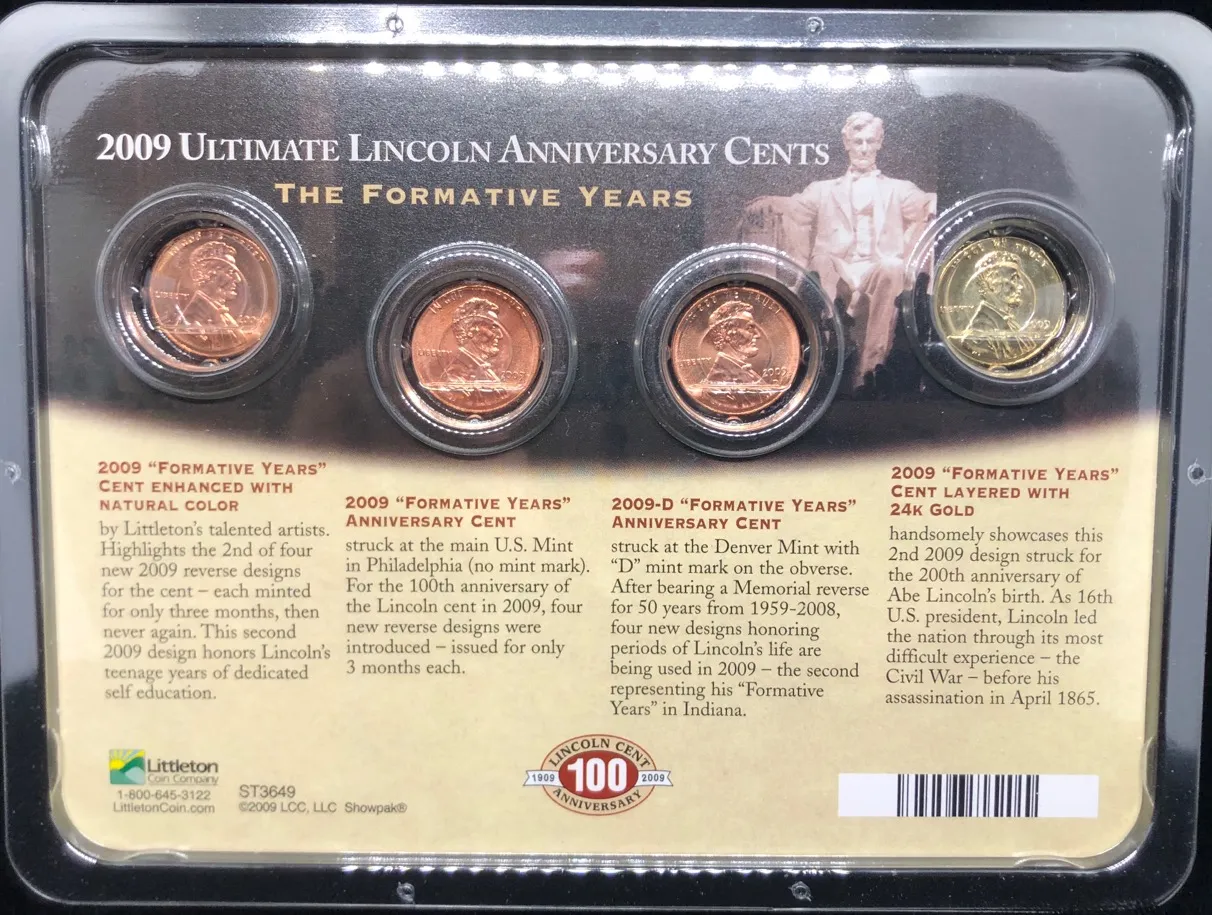 2009 ULTIMATE LINCOLN ANNIVERSARY CENTS
THE FORMATIVE YEARS
LIBERTY
LIBERTY
2009
LIBERTY
2009
D
LIBERTY
2009
2009 “FORMATIVE YEARS”
CENT ENHANCED WITH
NATURAL COLOR
by Littleton's talented artists.
Highlights the 2nd of four
new 2009 reverse designs
for the cent – each minted
for only three months, then
never again. This second
2009 design honors Lincoln's
teenage years of dedicated
self education.
2009 “FORMATIVE YEARS”
ANNIVERSARY CENT
struck at the main U.S. Mint
in Philadelphia (no mint mark).
For the 100th anniversary of
the Lincoln cent in 2009, four
new reverse designs were
introduced – issued for only
3 months each.
2009-D “FORMATIVE YEARS”
ANNIVERSARY CENT
struck at the Denver Mint with
“D” mint mark on the obverse.
After bearing a Memorial reverse
for 50 years from 1959-2008,
four new designs honoring
periods of Lincoln's life are
being used in 2009 – the second
representing his “Formative
Years” in Indiana.
2009 “FORMATIVE YEARS”
CENT LAYERED WITH
24K GOLD
handsomely showcases this
2nd 2009 design struck for
the 200th anniversary of
Abe Lincoln's birth. As 16th
U.S. president, Lincoln led
the nation through its most
difficult experience – the
Civil War – before his
assassination in April 1865.
Littleton
Coin Company
1-800-645-3122
LittletonCoin.com
ST3649
©2009 LCC, LLC Showpak®
LINCOLN CENT
1909 100 2009
ANNIVERSARY